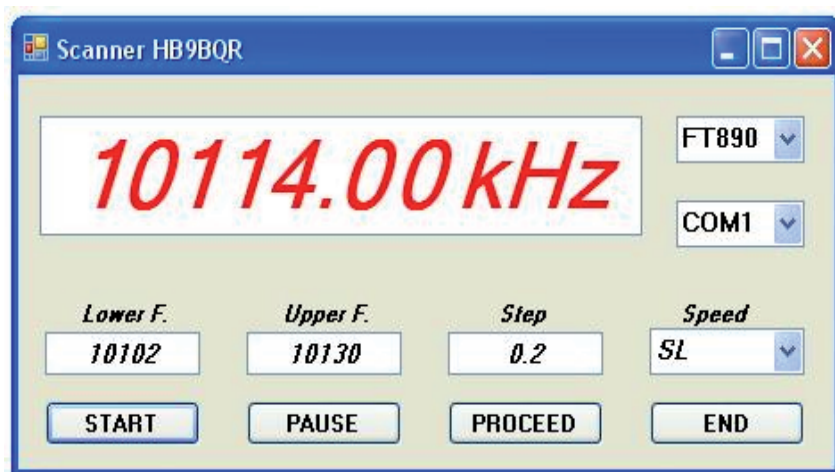 Scanner HB9BQR
10114.00 kHz
FT890
COM1
Lower F. Upper F. Step Speed
10102 10130 0.2 SL
START PAUSE PROCEED END